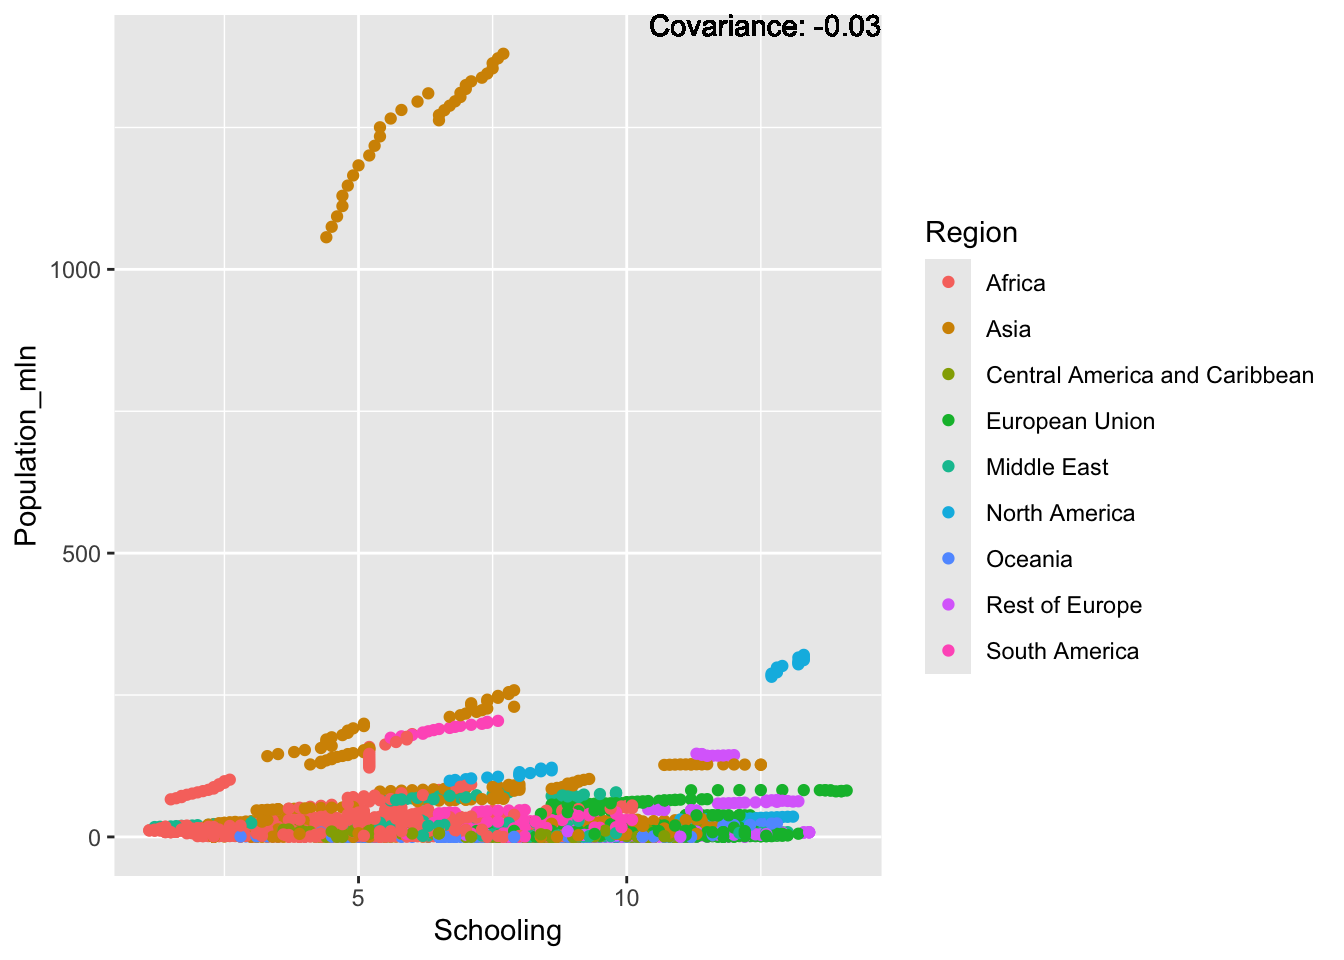 Covariance: -0.03
1000
500
0
Population_mln
5
10
Schooling
Region
Africa
Asia
Central America and Caribbean
European Union
Middle East
North America
Oceania
Rest of Europe
South America